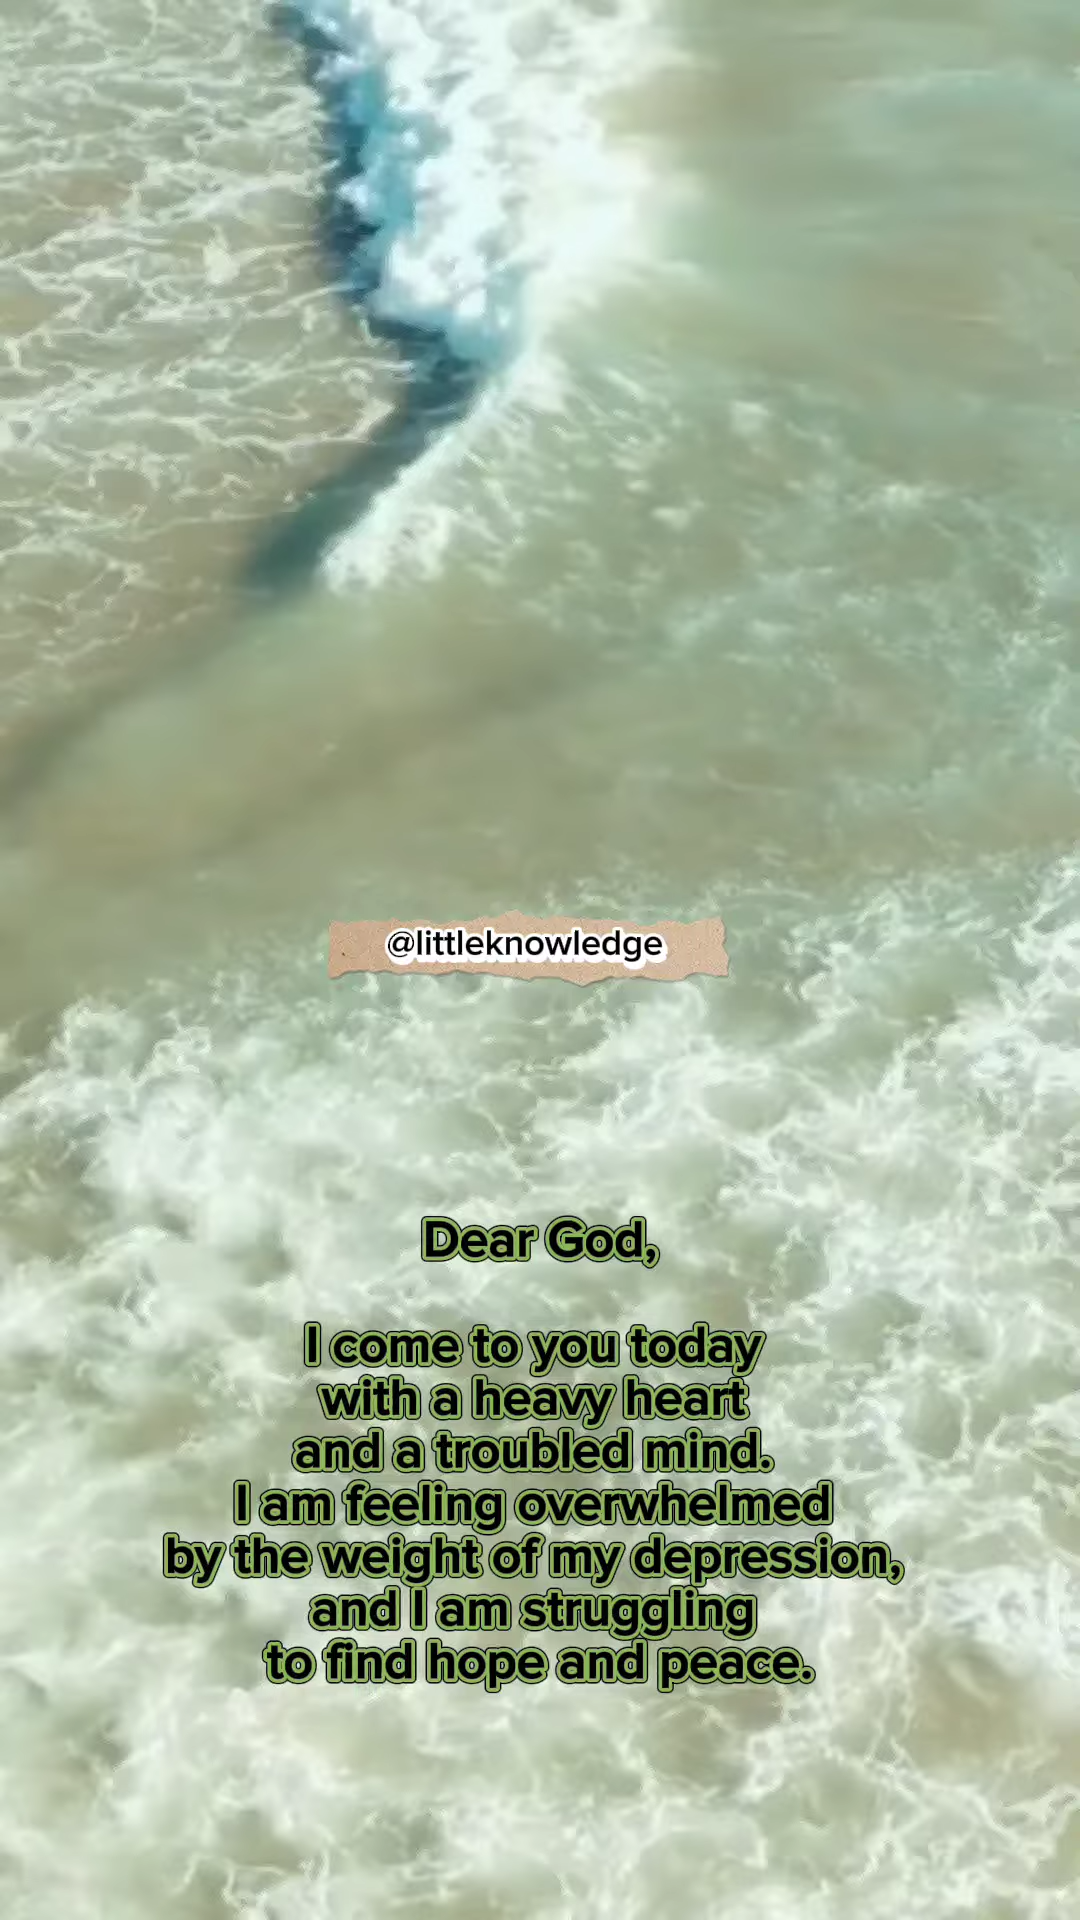 @littleknowledge
Dear God,
I come to you today
with a heavy heart
and a troubled mind.
I am feeling overwhelmed
by the weight of my depression,
and I am struggling
to find hope and peace.